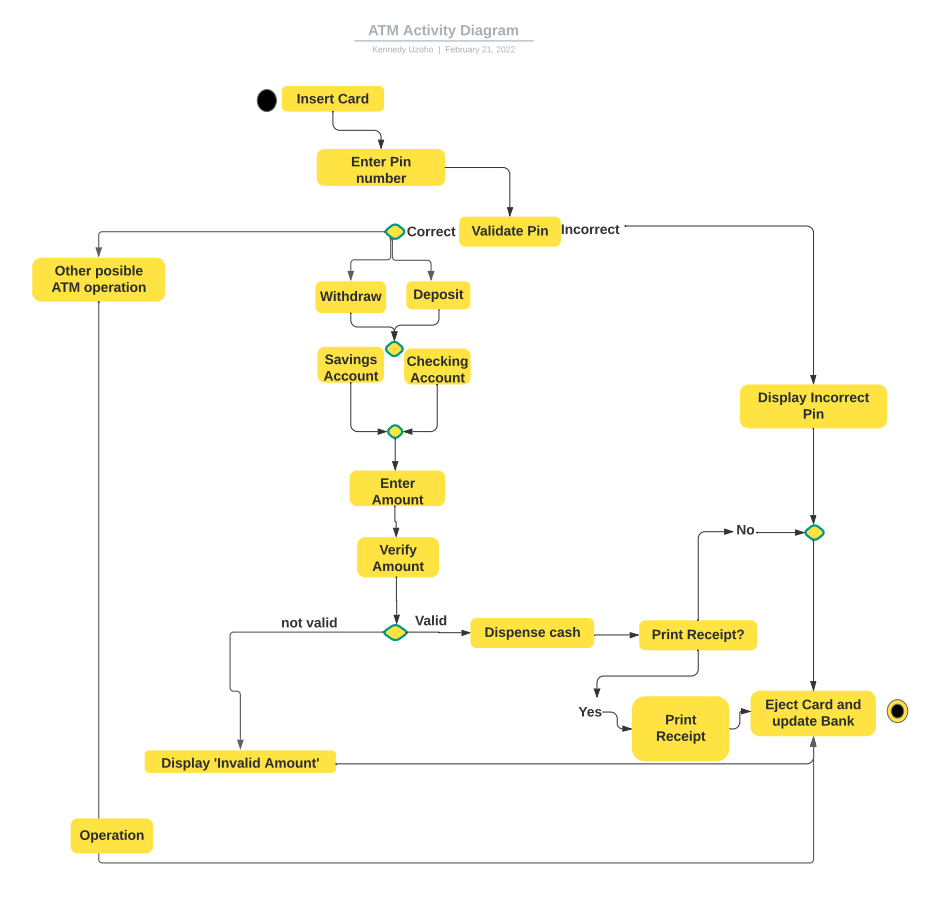 ATM Activity Diagram
Kennedy Uzoho | February 21, 2022
Insert Card
Enter Pin
number
Correct
Validate Pin
Incorrect
Other posible
ATM operation
Withdraw
Deposit
Savings
Account
Checking
Account
Display Incorrect
Pin
Enter
Amount
No
Verify
Amount
not valid
Valid
Dispense cash
Print Receipt?
Yes
Print
Receipt
Eject Card and
update Bank
Display 'Invalid Amount'
Operation